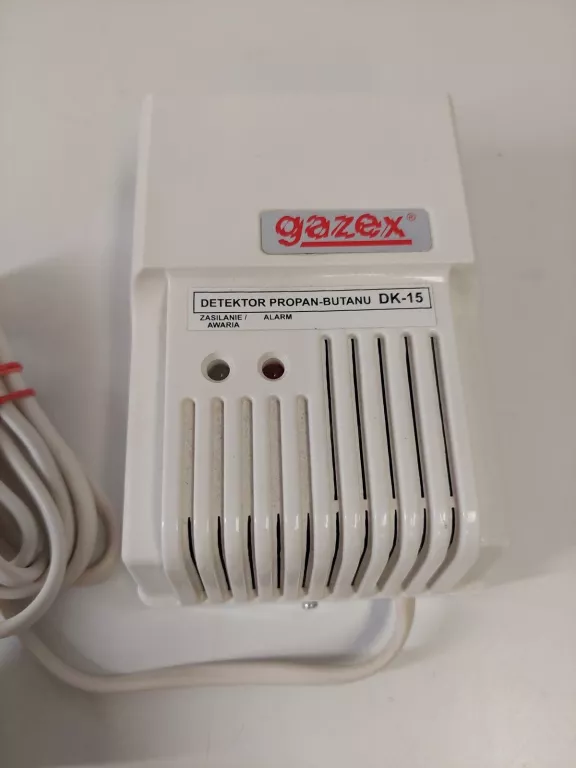 gazex®
DETEKTOR PROPAN-BUTANU DK-15
ZASILANIE / ALARM
AWARIA